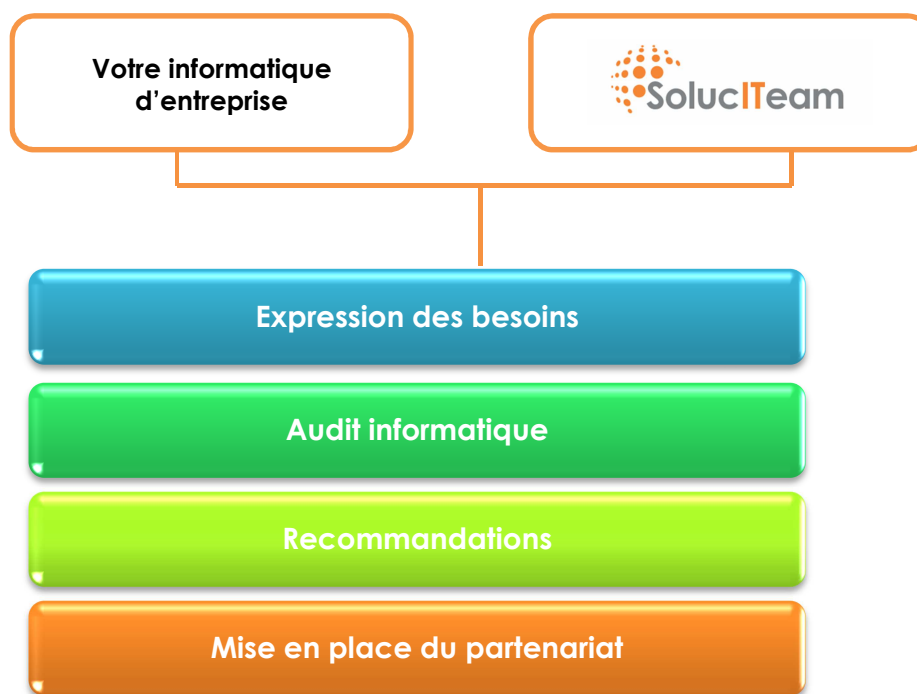 Votre informatique
d’entreprise
SolucITeam
Expression des besoins
Audit informatique
Recommandations
Mise en place du partenariat